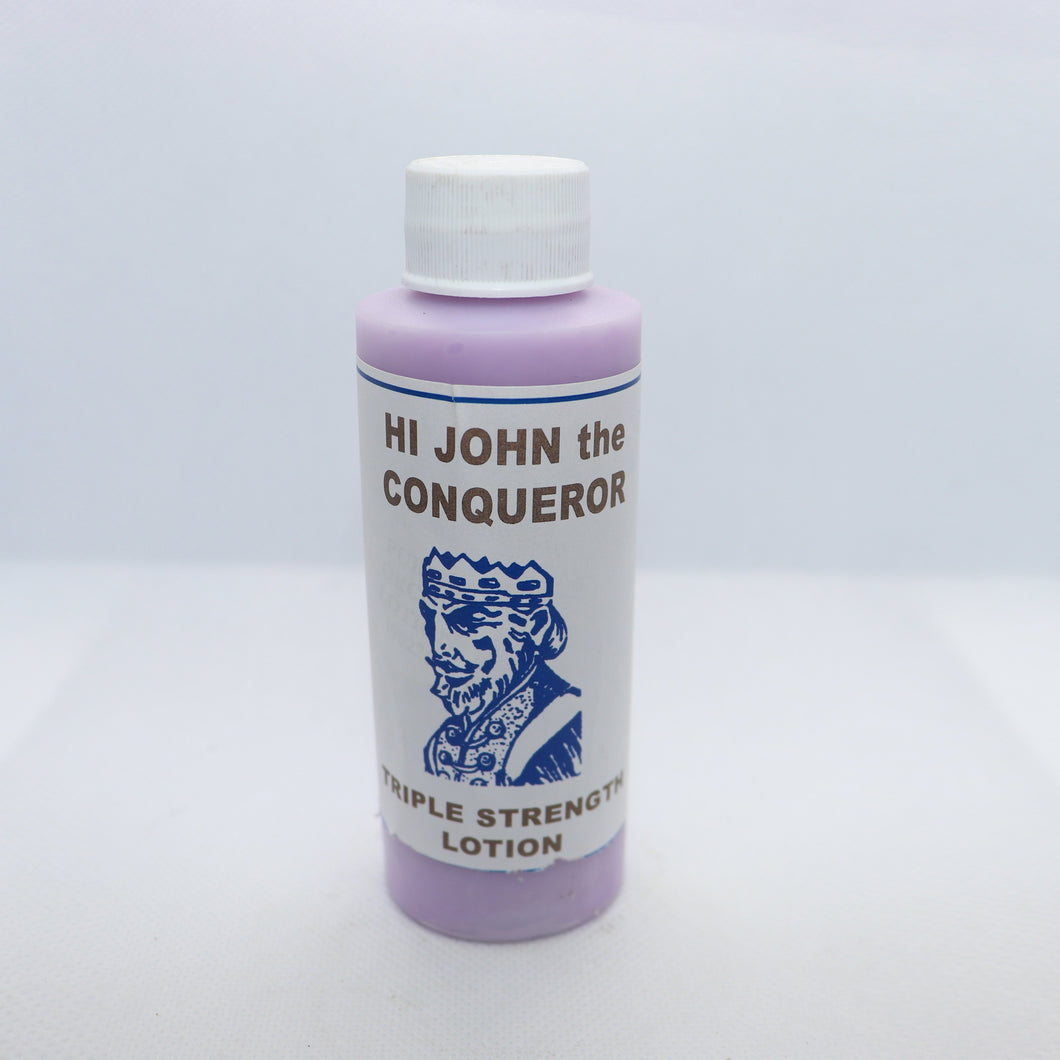 HI JOHN the
CONQUEROR
TRIPLE STRENGTH
LOTION